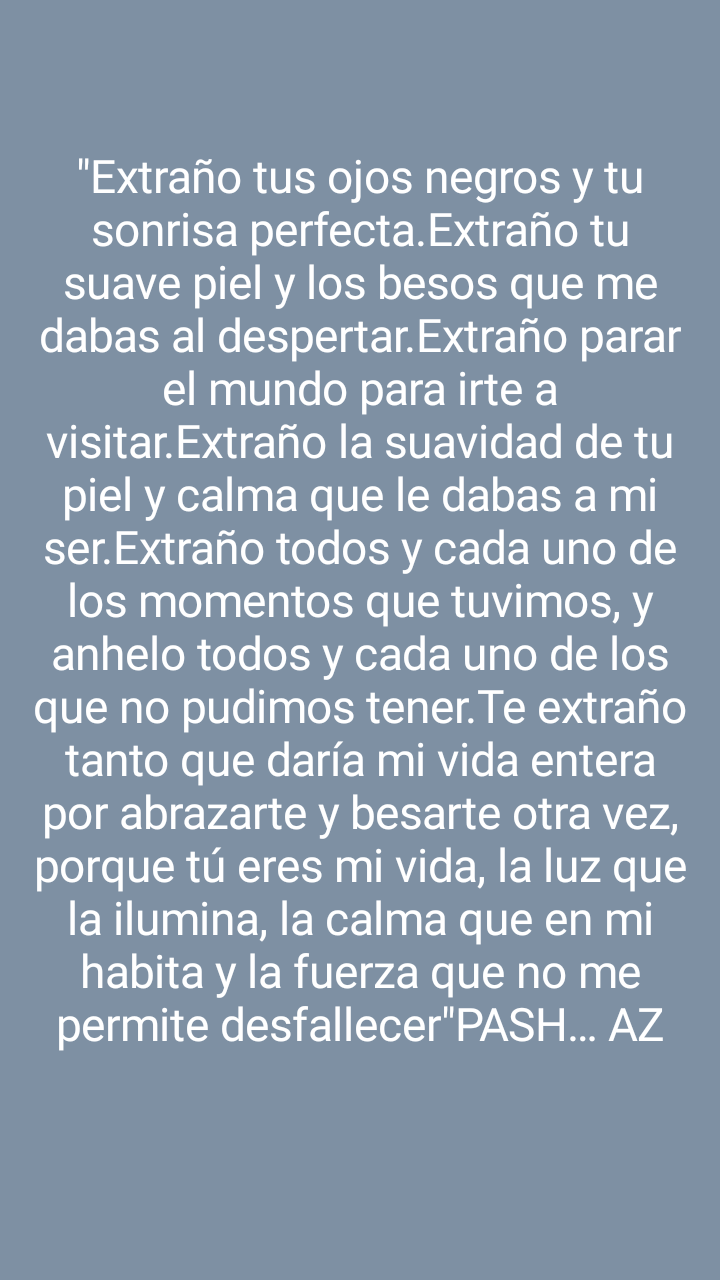 "Extraño tus ojos negros y tu
sonrisa perfecta.Extraño tu
suave piel y los besos que me
dabas al despertar.Extraño parar
el mundo para irte a
visitar.Extraño la suavidad de tu
piel y calma que le dabas a mi
ser.Extraño todos y cada uno de
los momentos que tuvimos, y
anhelo todos y cada uno de los
que no pudimos tener.Te extraño
tanto que daría mi vida entera
por abrazarte y besarte otra vez,
porque tú eres mi vida, la luz que
la ilumina, la calma que en mi
habita y la fuerza que no me
permite desfallecer"PASH... AZ